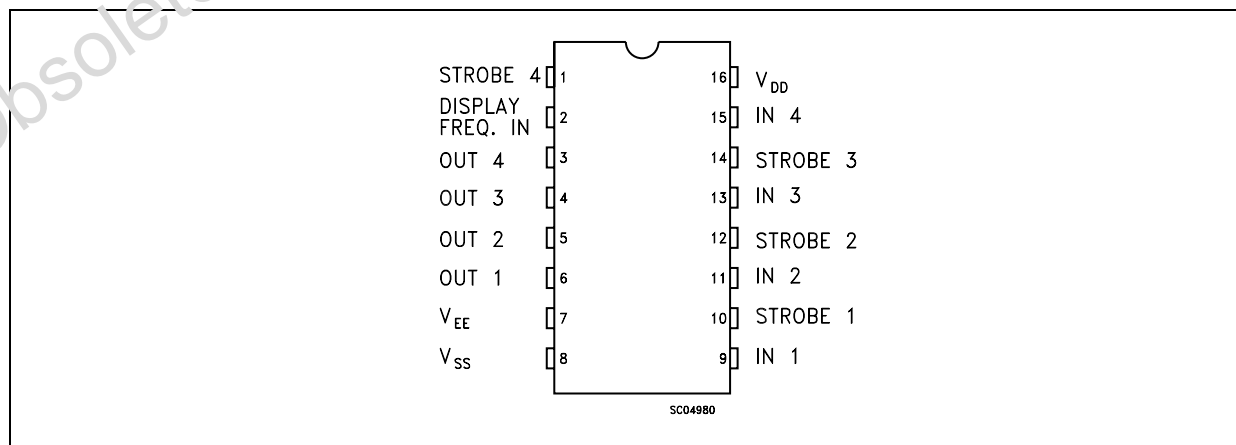 Obsolete
STROBE 4 1 16 VDD
DISPLAY
FREQ. IN 2 15 IN 4
OUT 4 3 14 STROBE 3
OUT 3 4 13 IN 3
OUT 2 5 12 STROBE 2
OUT 1 6 11 IN 2
VEE 7 10 STROBE 1
VSS 8 9 IN 1
SC04980